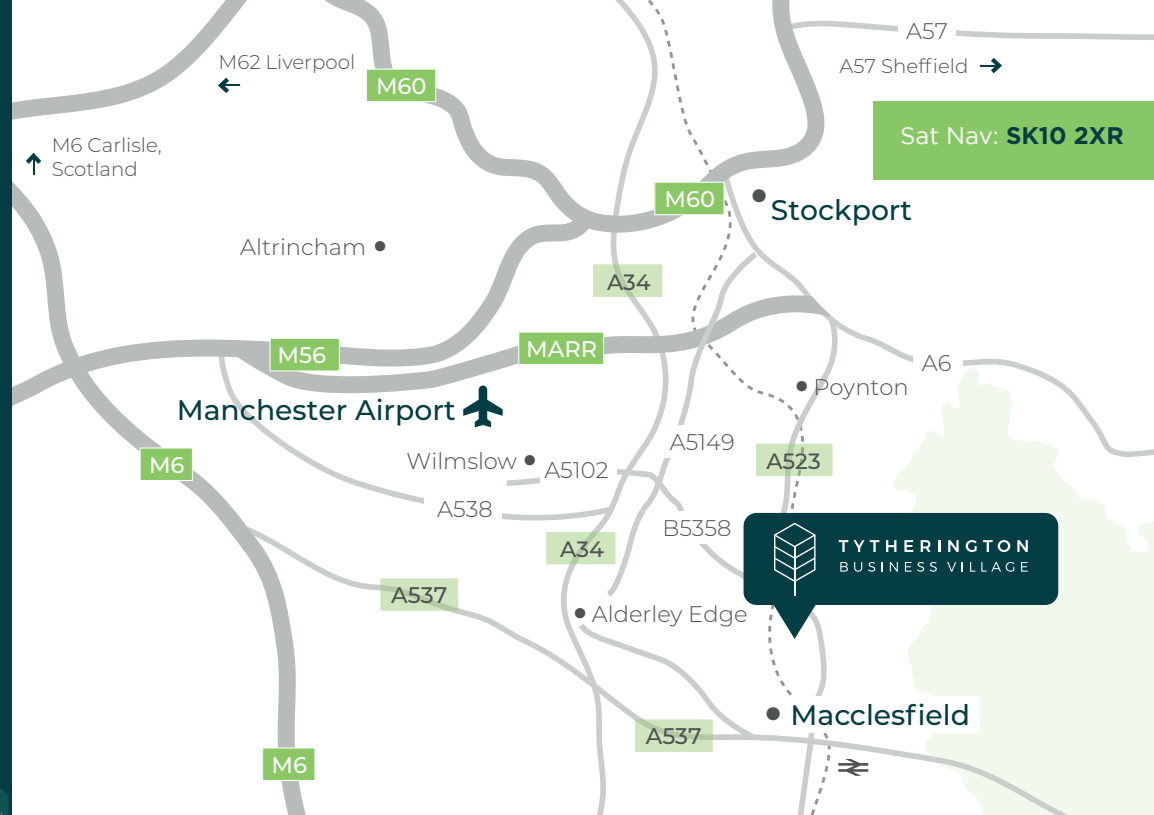 A57
M62 Liverpool
A57 Sheffield
M60
Sat Nav: SK10 2XR
M6 Carlisle,
Scotland
M60
Stockport
Altrincham
A34
MARR
M56
A6
Poynton
Manchester Airport
A5149
Wilmslow
A5102
A523
M6
A538
B5358
TYTHERINGTON
BUSINESS VILLAGE
A34
A537
Alderley Edge
Macclesfield
A537
M6